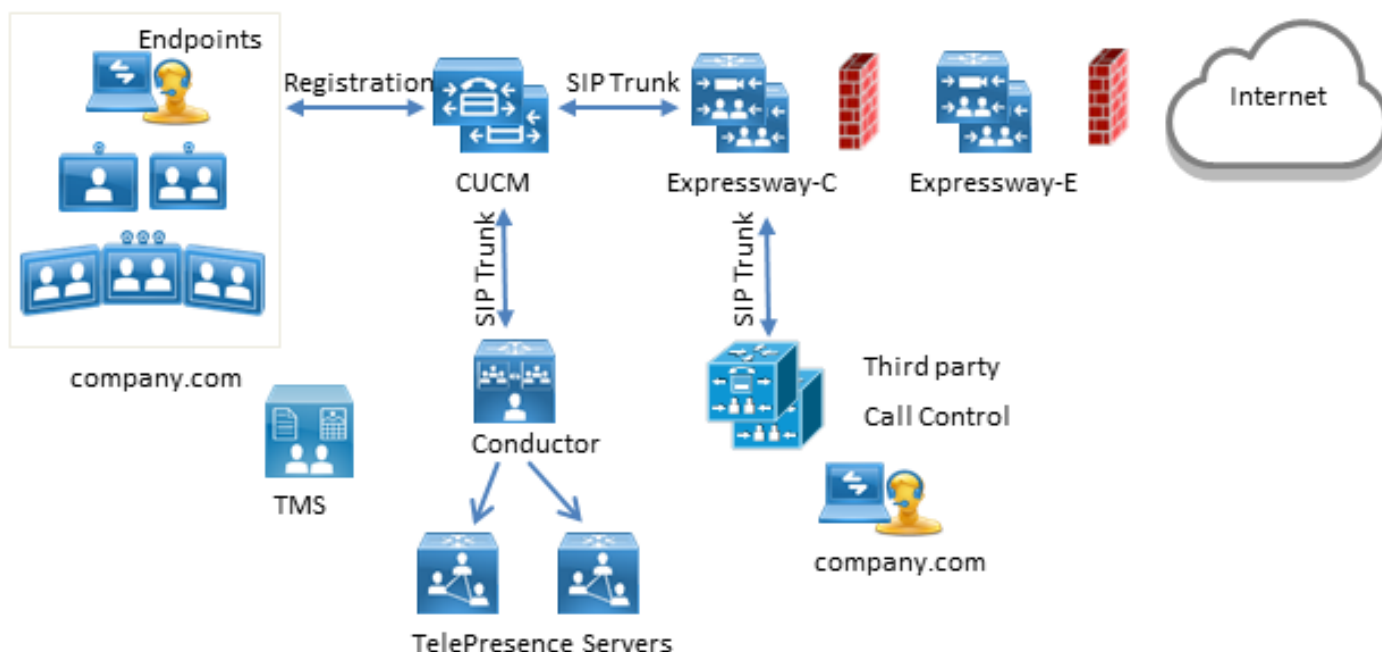 Endpoints
Registration
SIP Trunk
Internet
CUCM
Expressway-C
Expressway-E
SIP Trunk
SIP Trunk
company.com
Third party
Call Control
Conductor
TMS
company.com
TelePresence Servers